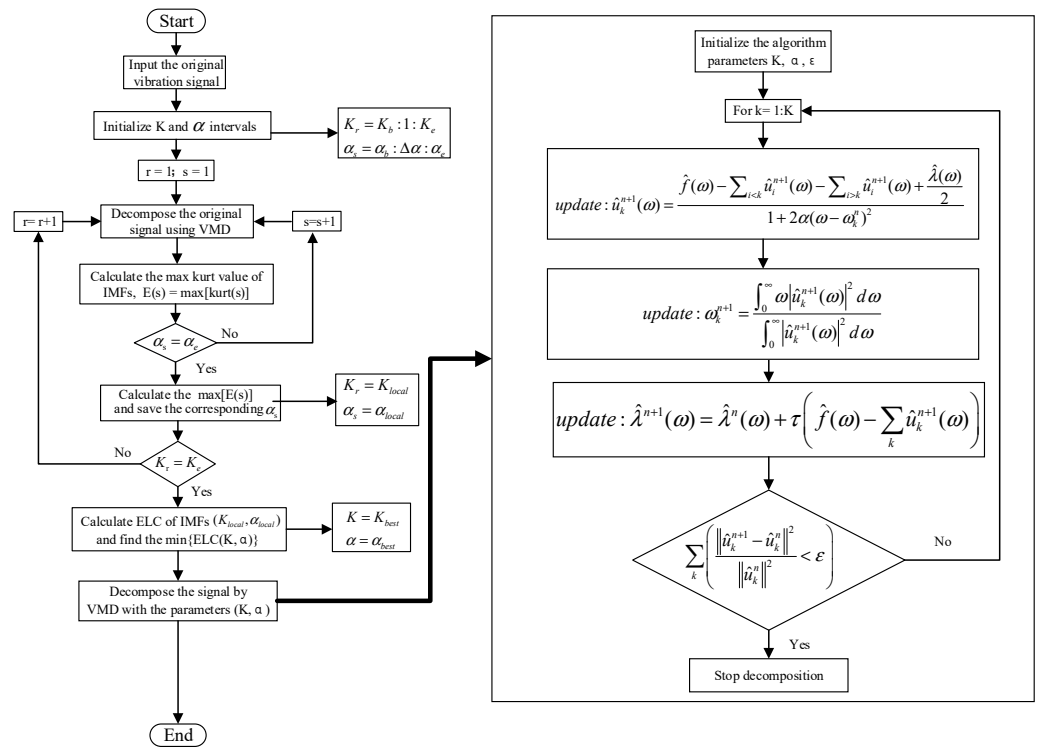 Start
Input the original
vibration signal
Initialize K and α intervals
K_r = K_b : 1 : K_e
α_s = α_b : Δα : α_e
r = 1; s = 1
r= r+1
Decompose the original
signal using VMD
s=s+1
Calculate the max kurt value of
IMFs, E(s) = max[kurt(s)]
α_s = α_e
No
Yes
Calculate the max[E(s)]
and save the corresponding α_s
K_r = K_local
α_s = α_local
No
K_r = K_e
Yes
Calculate ELC of IMFs (K_local, α_local)
and find the min{ELC(K, α)}
K = K_best
α = α_best
Decompose the signal by
VMD with the parameters (K, α)
End
Initialize the algorithm
parameters K, α, ε
For k= 1:K
update : û_k^{n+1}(ω) = \frac{f̂(ω) − ∑_{i<k} û_i^{n+1}(ω) − ∑_{i>k} û_i^{n+1}(ω) + \frac{λ̂(ω)}{2}}{1 + 2α(ω − ω_k^n)^2}
update : ω_k^{n+1} = \frac{∫_0^∞ ω|û_k^{n+1}(ω)|^2 dω}{∫_0^∞ |û_k^{n+1}(ω)|^2 dω}
update : λ̂^{n+1}(ω) = λ̂^n(ω) + τ(f̂(ω) − ∑_k û_k^{n+1}(ω))
∑_k (\frac{‖û_k^{n+1} − û_k^n‖^2}{‖û_k^n‖^2} < ε)
No
Yes
Stop decomposition